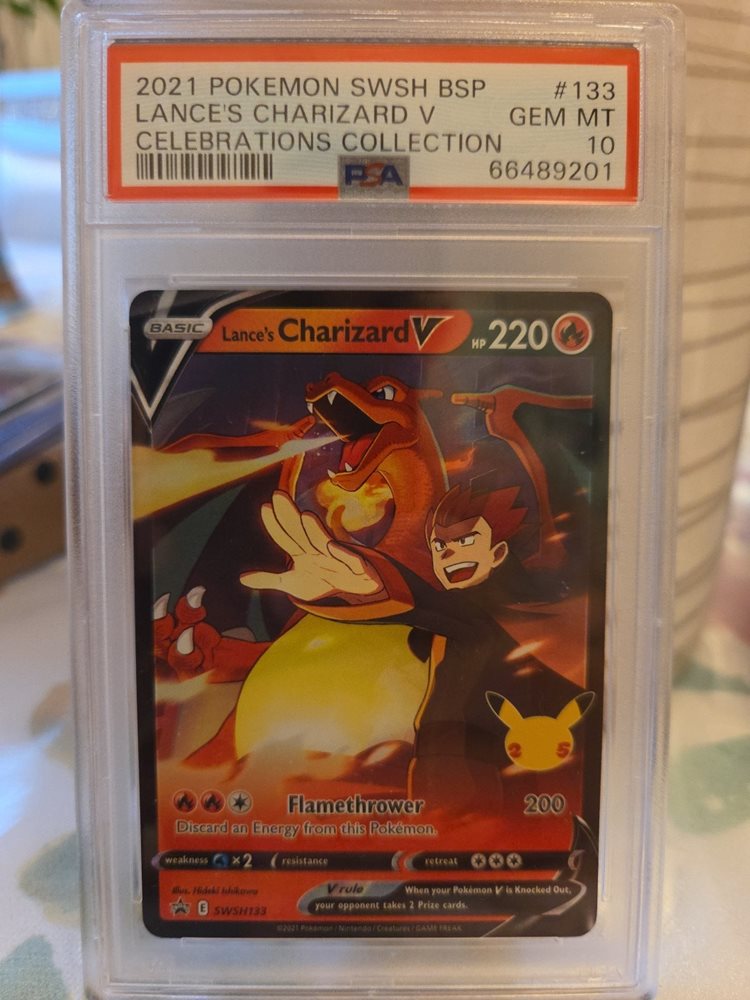 2021 POKEMON SWSH BSP #133
LANCE'S CHARIZARD V GEM MT
CELEBRATIONS COLLECTION 10
PSA 66489201
BASIC Lance's Charizard V HP 220
25
Flamethrower 200
Discard an Energy from this Pokémon.
weakness ×2 resistance retreat
Illus. Hideki Ishikawa V rule When your Pokémon V is Knocked Out,
your opponent takes 2 Prize cards.
E SWSH133
©2021 Pokémon / Nintendo / Creatures / GAME FREAK